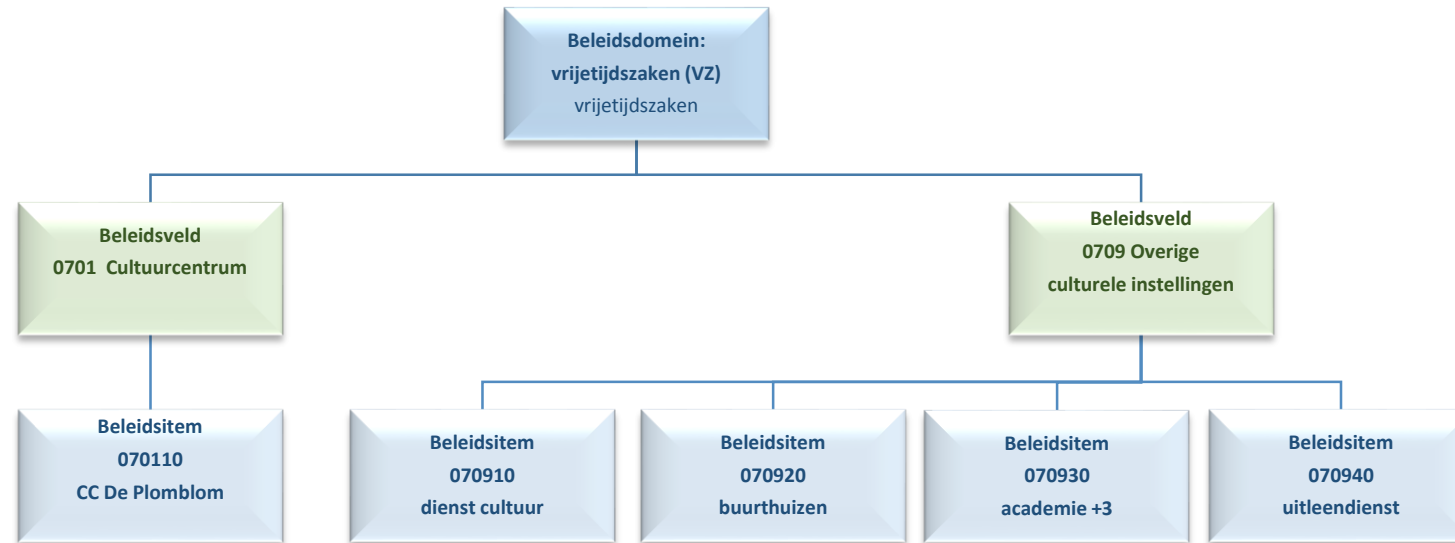 Beleidsdomein:
vrijetijdszaken (VZ)
vrijetijdszaken
Beleidsveld
0701 Cultuurcentrum
Beleidsveld
0709 Overige
culturele instellingen
Beleidsitem
070110
CC De Plomblom
Beleidsitem
070910
dienst cultuur
Beleidsitem
070920
buurthuizen
Beleidsitem
070930
academie +3
Beleidsitem
070940
uitleendienst